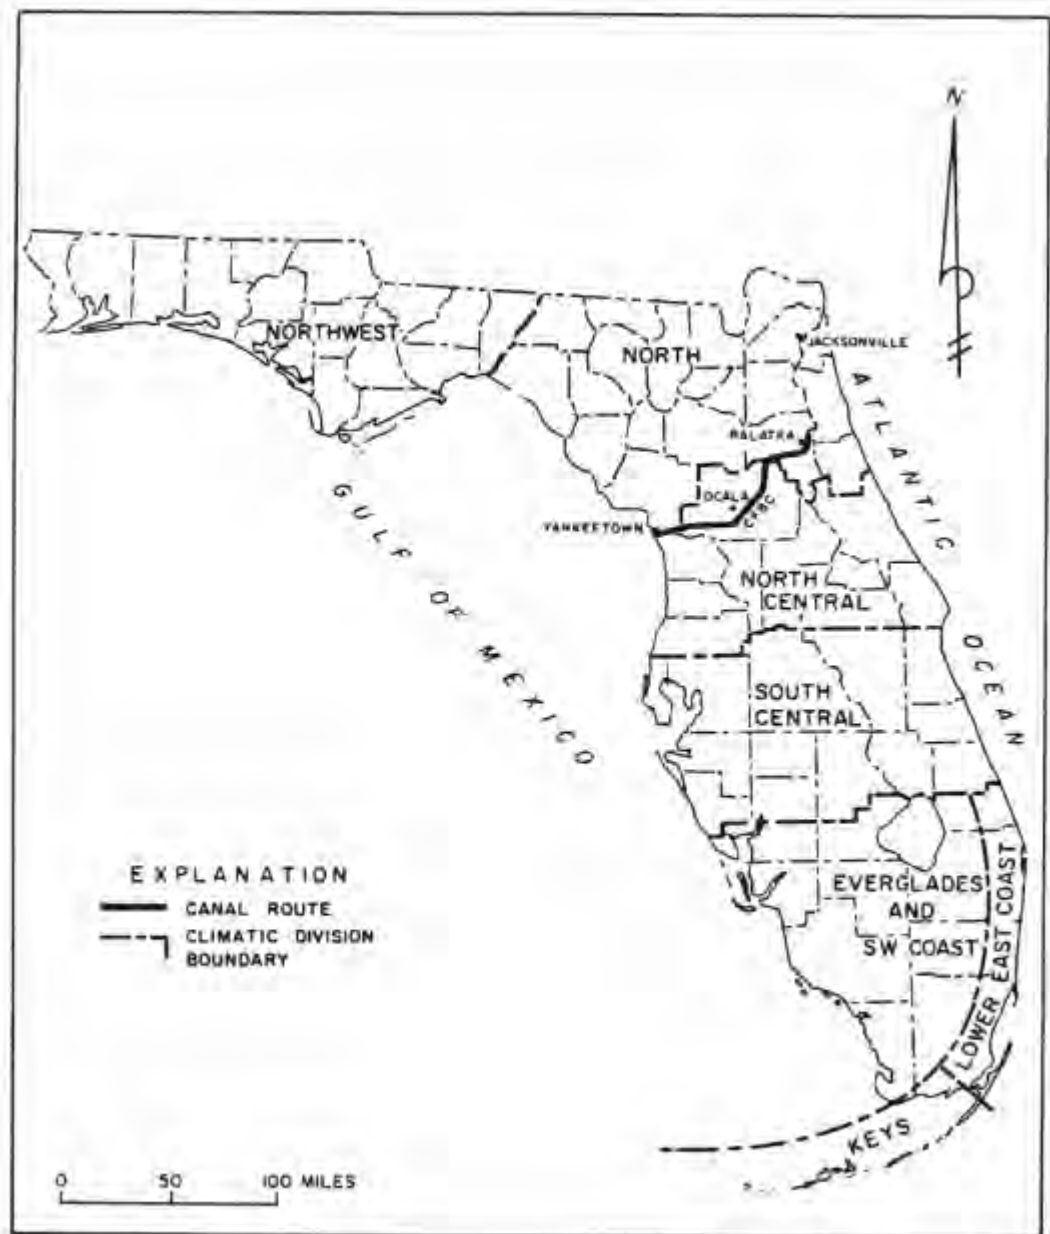 N
NORTHWEST
NORTH
JACKSONVILLE
PALATKA
OCALA
CFBC
YANKEETOWN
ATLANTIC OCEAN
GULF OF MEXICO
NORTH
CENTRAL
SOUTH
CENTRAL
EXPLANATION
CANAL ROUTE
CLIMATIC DIVISION
BOUNDARY
EVERGLADES
AND
SW COAST
LOWER EAST COAST
KEYS
0 50 100 MILES